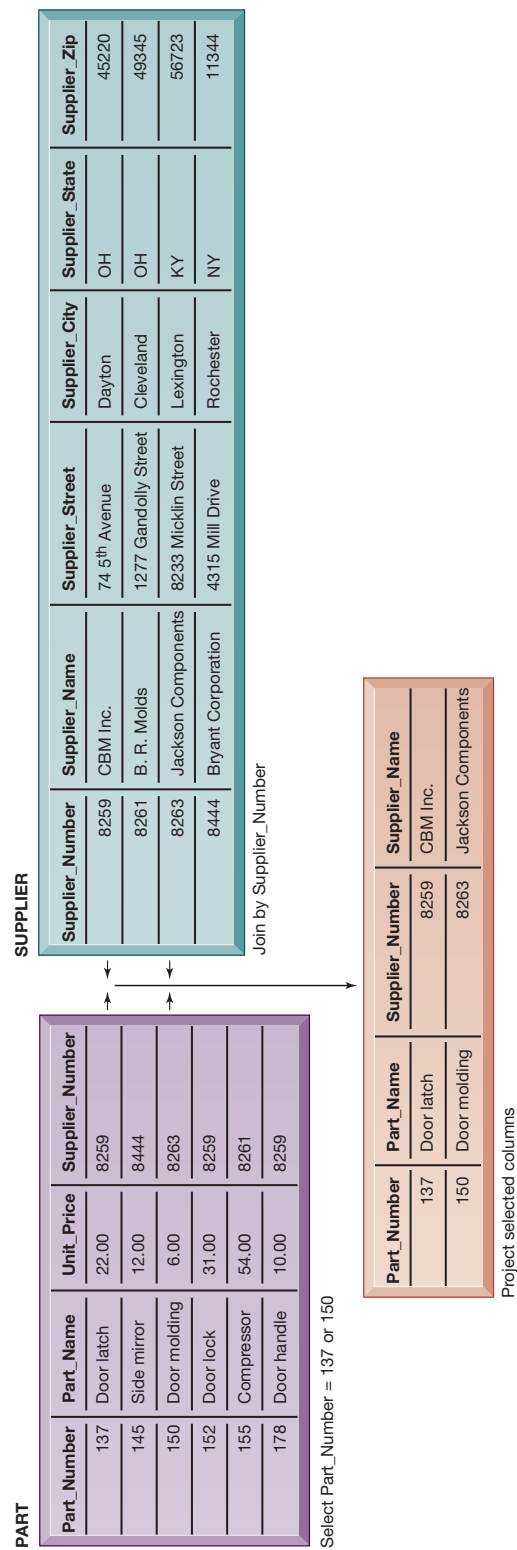 PART
Part_Number Part_Name Unit_Price Supplier_Number
137 Door latch 22.00 8259
145 Side mirror 12.00 8444
150 Door molding 6.00 8263
152 Door lock 31.00 8259
155 Compressor 54.00 8261
178 Door handle 10.00 8259
Select Part_Number = 137 or 150
SUPPLIER
Supplier_Number Supplier_Name Supplier_Street Supplier_City Supplier_State Supplier_Zip
8259 CBM Inc. 74 5th Avenue Dayton OH 45220
8261 B. R. Molds 1277 Gandolly Street Cleveland OH 49345
8263 Jackson Components 8233 Micklin Street Lexington KY 56723
8444 Bryant Corporation 4315 Mill Drive Rochester NY 11344
Join by Supplier_Number
Part_Number Part_Name Supplier_Number Supplier_Name
137 Door latch 8259 CBM Inc.
150 Door molding 8263 Jackson Components
Project selected columns